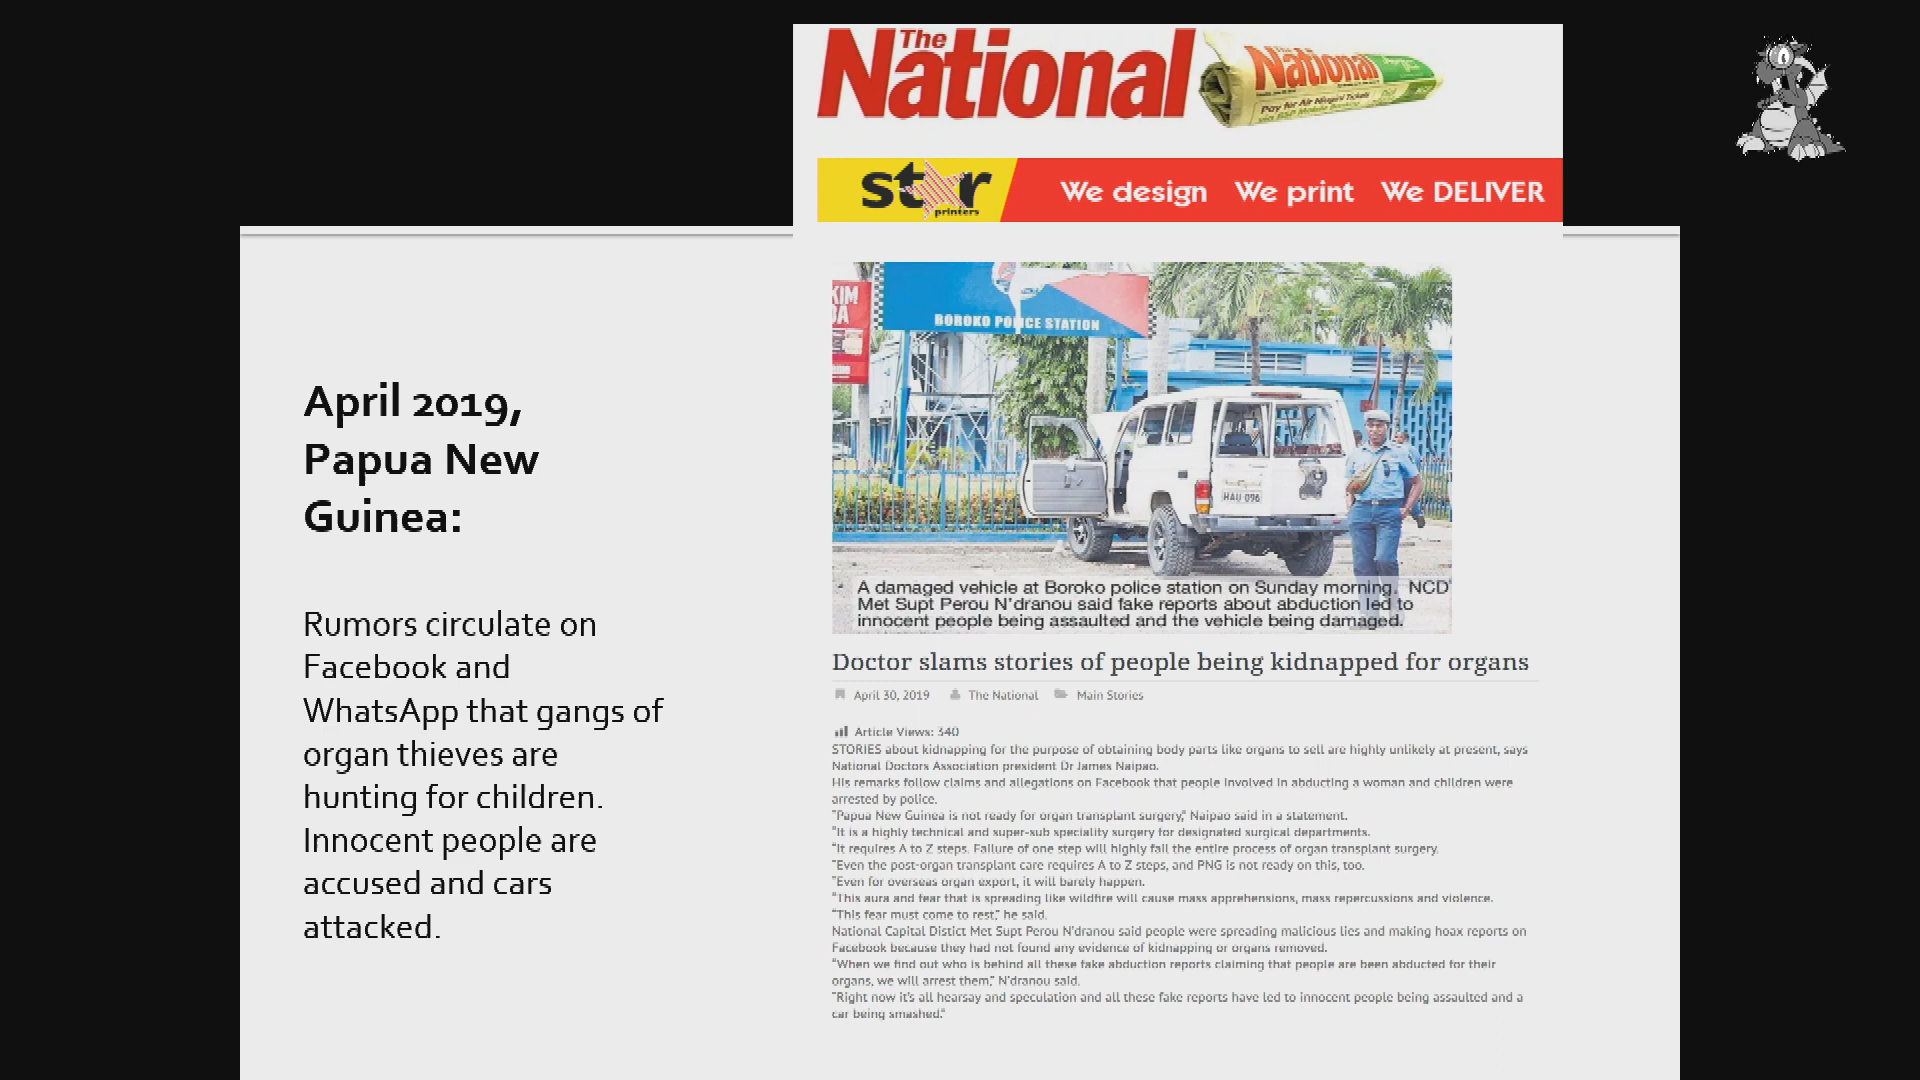 The
National
National
Pay for Air Niugini Tickets
star
printers
We design We print We DELIVER
April 2019,
Papua New
Guinea:
Rumors circulate on
Facebook and
WhatsApp that gangs of
organ thieves are
hunting for children.
Innocent people are
accused and cars
attacked.
BOROKO POLICE STATION
HAU 096
A damaged vehicle at Boroko police station on Sunday morning. NCD
Met Supt Perou N'dranou said fake reports about abduction led to
innocent people being assaulted and the vehicle being damaged.
Doctor slams stories of people being kidnapped for organs
April 30, 2019 The National Main Stories
Article Views: 340
STORIES about kidnapping for the purpose of obtaining body parts like organs to sell are highly unlikely at present, says
National Doctors Association president Dr James Naipao.
His remarks follow claims and allegations on Facebook that people involved in abducting a woman and children were
arrested by police.
"Papua New Guinea is not ready for organ transplant surgery," Naipao said in a statement.
"It is a highly technical and super-sub speciality surgery for designated surgical departments.
"It requires A to Z steps. Failure of one step will highly fail the entire process of organ transplant surgery.
"Even the post-organ transplant care requires A to Z steps, and PNG is not ready on this, too.
"Even for overseas organ export, it will barely happen.
"This aura and fear that is spreading like wildfire will cause mass apprehensions, mass repercussions and violence.
"This fear must come to rest," he said.
National Capital Distict Met Supt Perou N'dranou said people were spreading malicious lies and making hoax reports on
Facebook because they had not found any evidence of kidnapping or organs removed.
"When we find out who is behind all these fake abduction reports claiming that people are been abducted for their
organs, we will arrest them," N'dranou said.
"Right now it's all hearsay and speculation and all these fake reports have led to innocent people being assaulted and a
car being smashed."